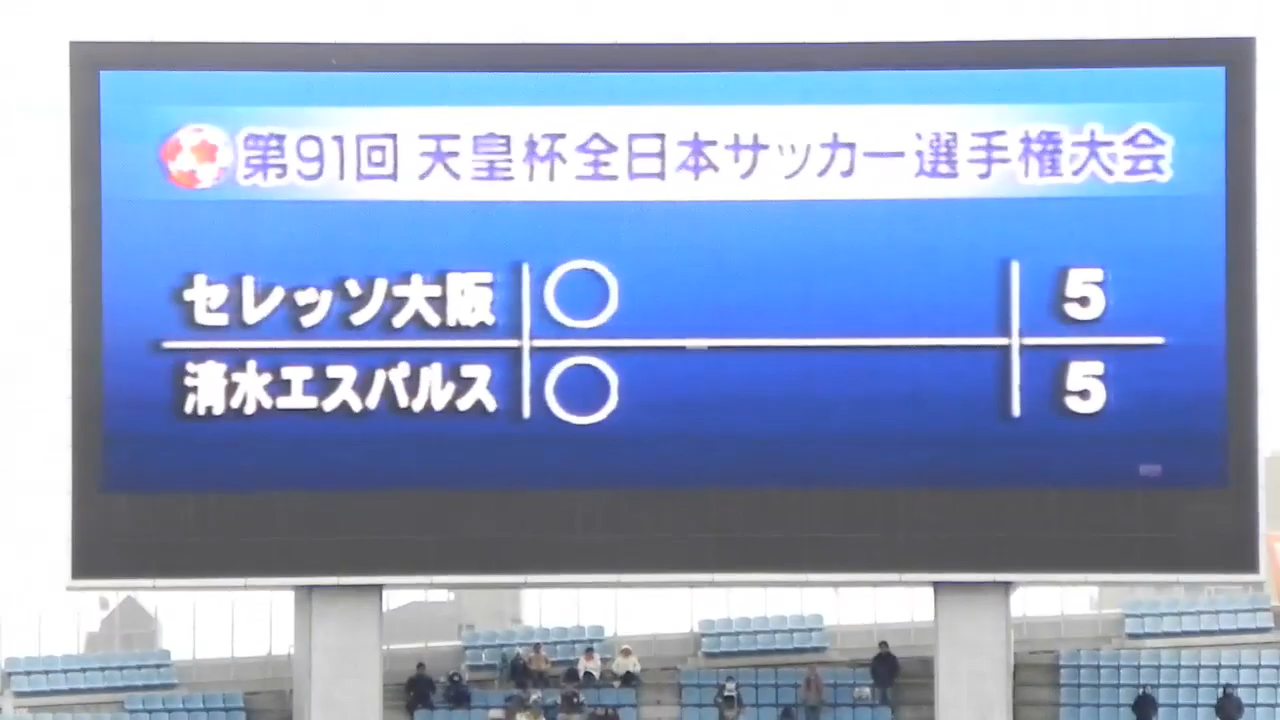 第91回 天皇杯全日本サッカー選手権大会
セレッソ大阪 ○ 5
清水エスパルス ○ 5